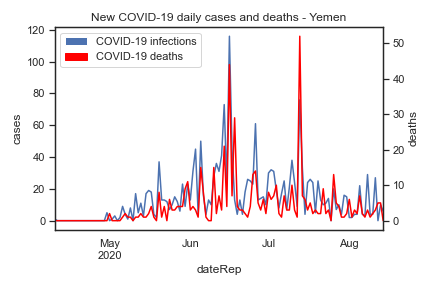 New COVID-19 daily cases and deaths - Yemen
COVID-19 infections
COVID-19 deaths
120
100
80
60
40
20
0
cases
50
40
30
20
10
0
deaths
May
2020
Jun
Jul
Aug
dateRep